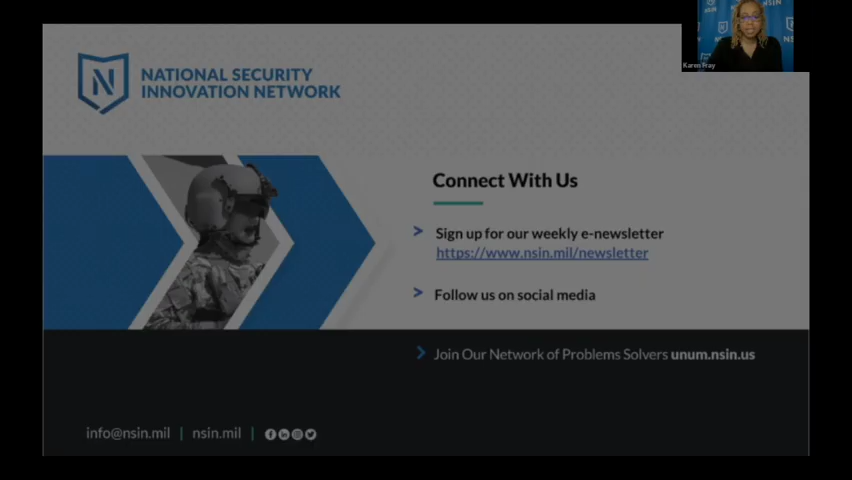 NSIN
Karen Fray
NATIONAL SECURITY
INNOVATION NETWORK
Connect With Us
> Sign up for our weekly e-newsletter
https://www.nsin.mil/newsletter
> Follow us on social media
> Join Our Network of Problems Solvers unum.nsin.us
info@nsin.mil | nsin.mil |